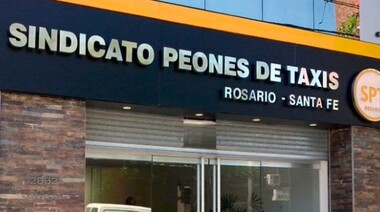 SINDICATO PEONES DE TAXIS
ROSARIO - SANTA FE
SPT